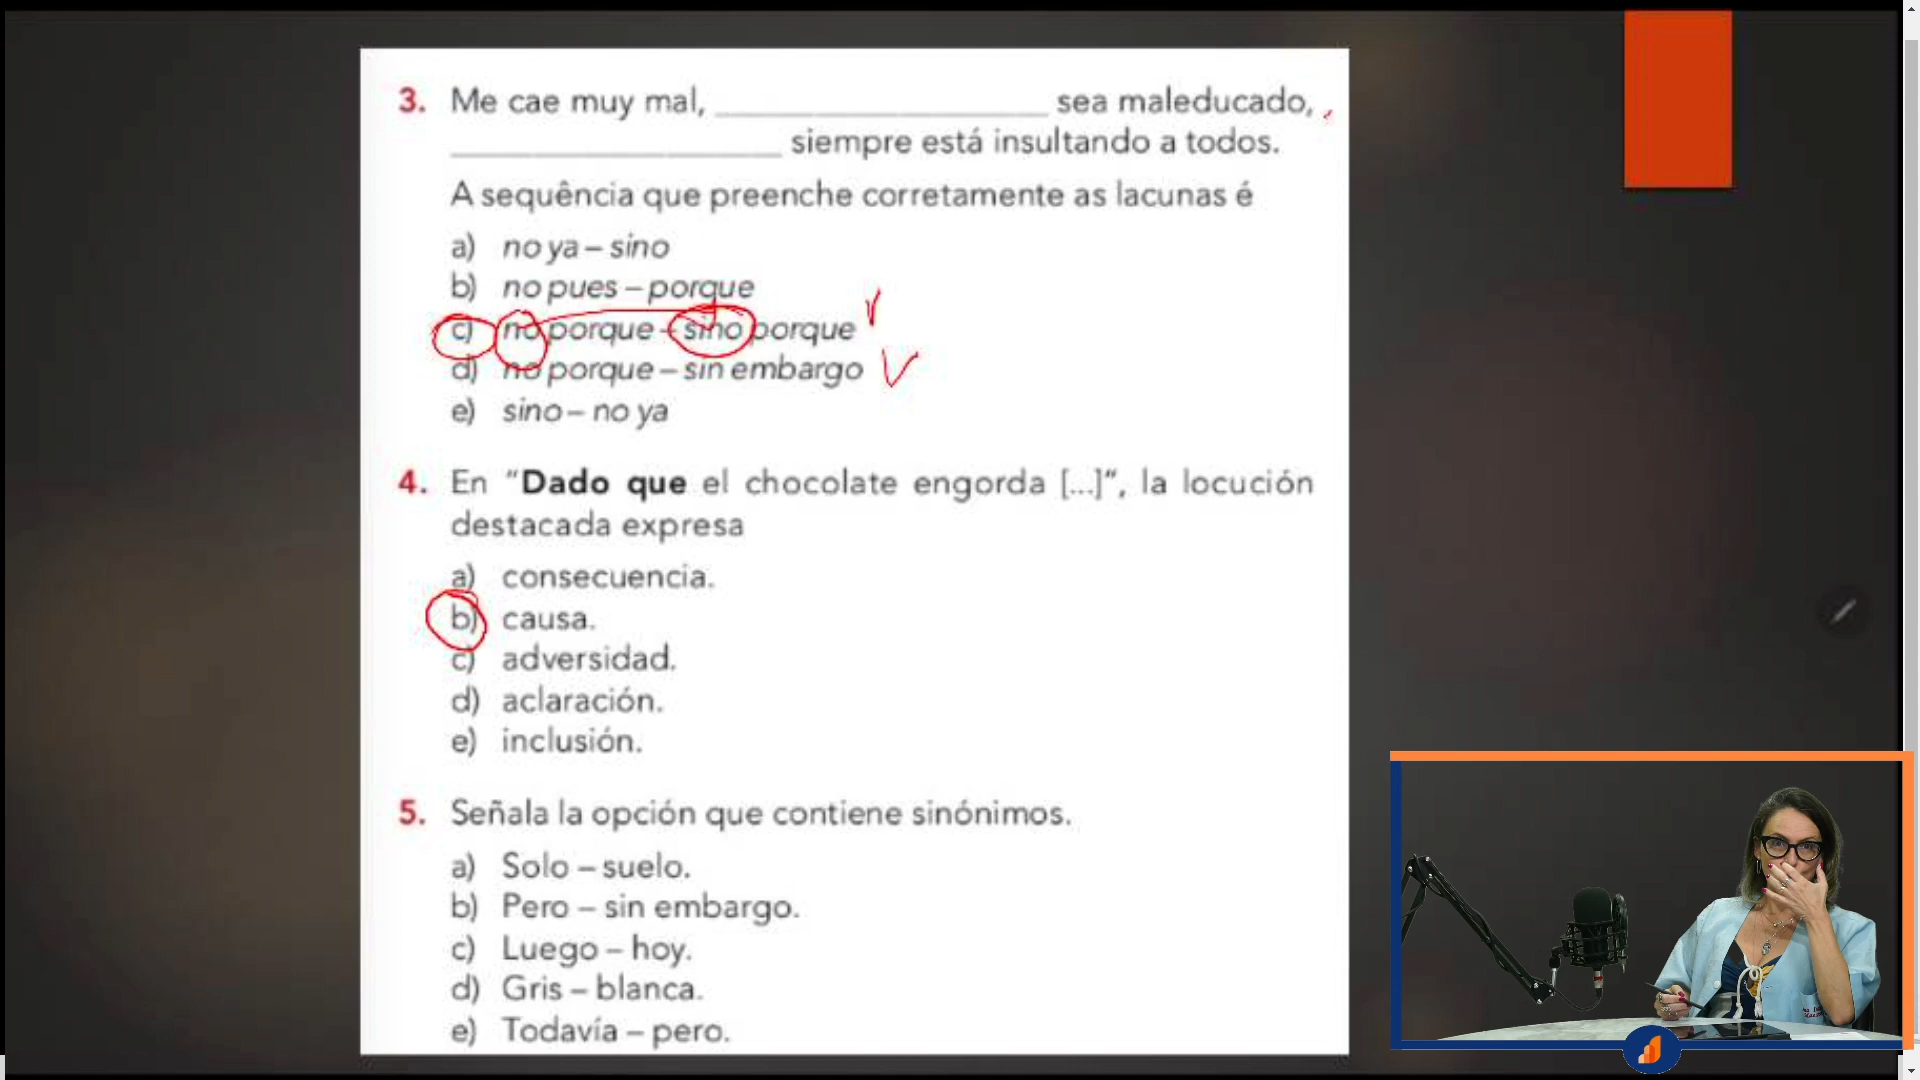 3. Me cae muy mal, ____________________ sea maleducado,
____________________ siempre está insultando a todos.
A sequência que preenche corretamente as lacunas é
a) no ya – sino
b) no pues – porque
c) no porque – sino porque
d) no porque – sin embargo
e) sino – no ya
4. En “Dado que el chocolate engorda [...]”, la locución
destacada expresa
a) consecuencia.
b) causa.
c) adversidad.
d) aclaración.
e) inclusión.
5. Señala la opción que contiene sinónimos.
a) Solo – suelo.
b) Pero – sin embargo.
c) Luego – hoy.
d) Gris – blanca.
e) Todavía – pero.